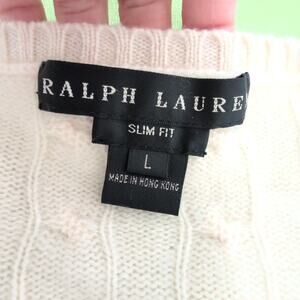 RALPH LAURE
SLIM FIT
L
MADE IN HONG KONG